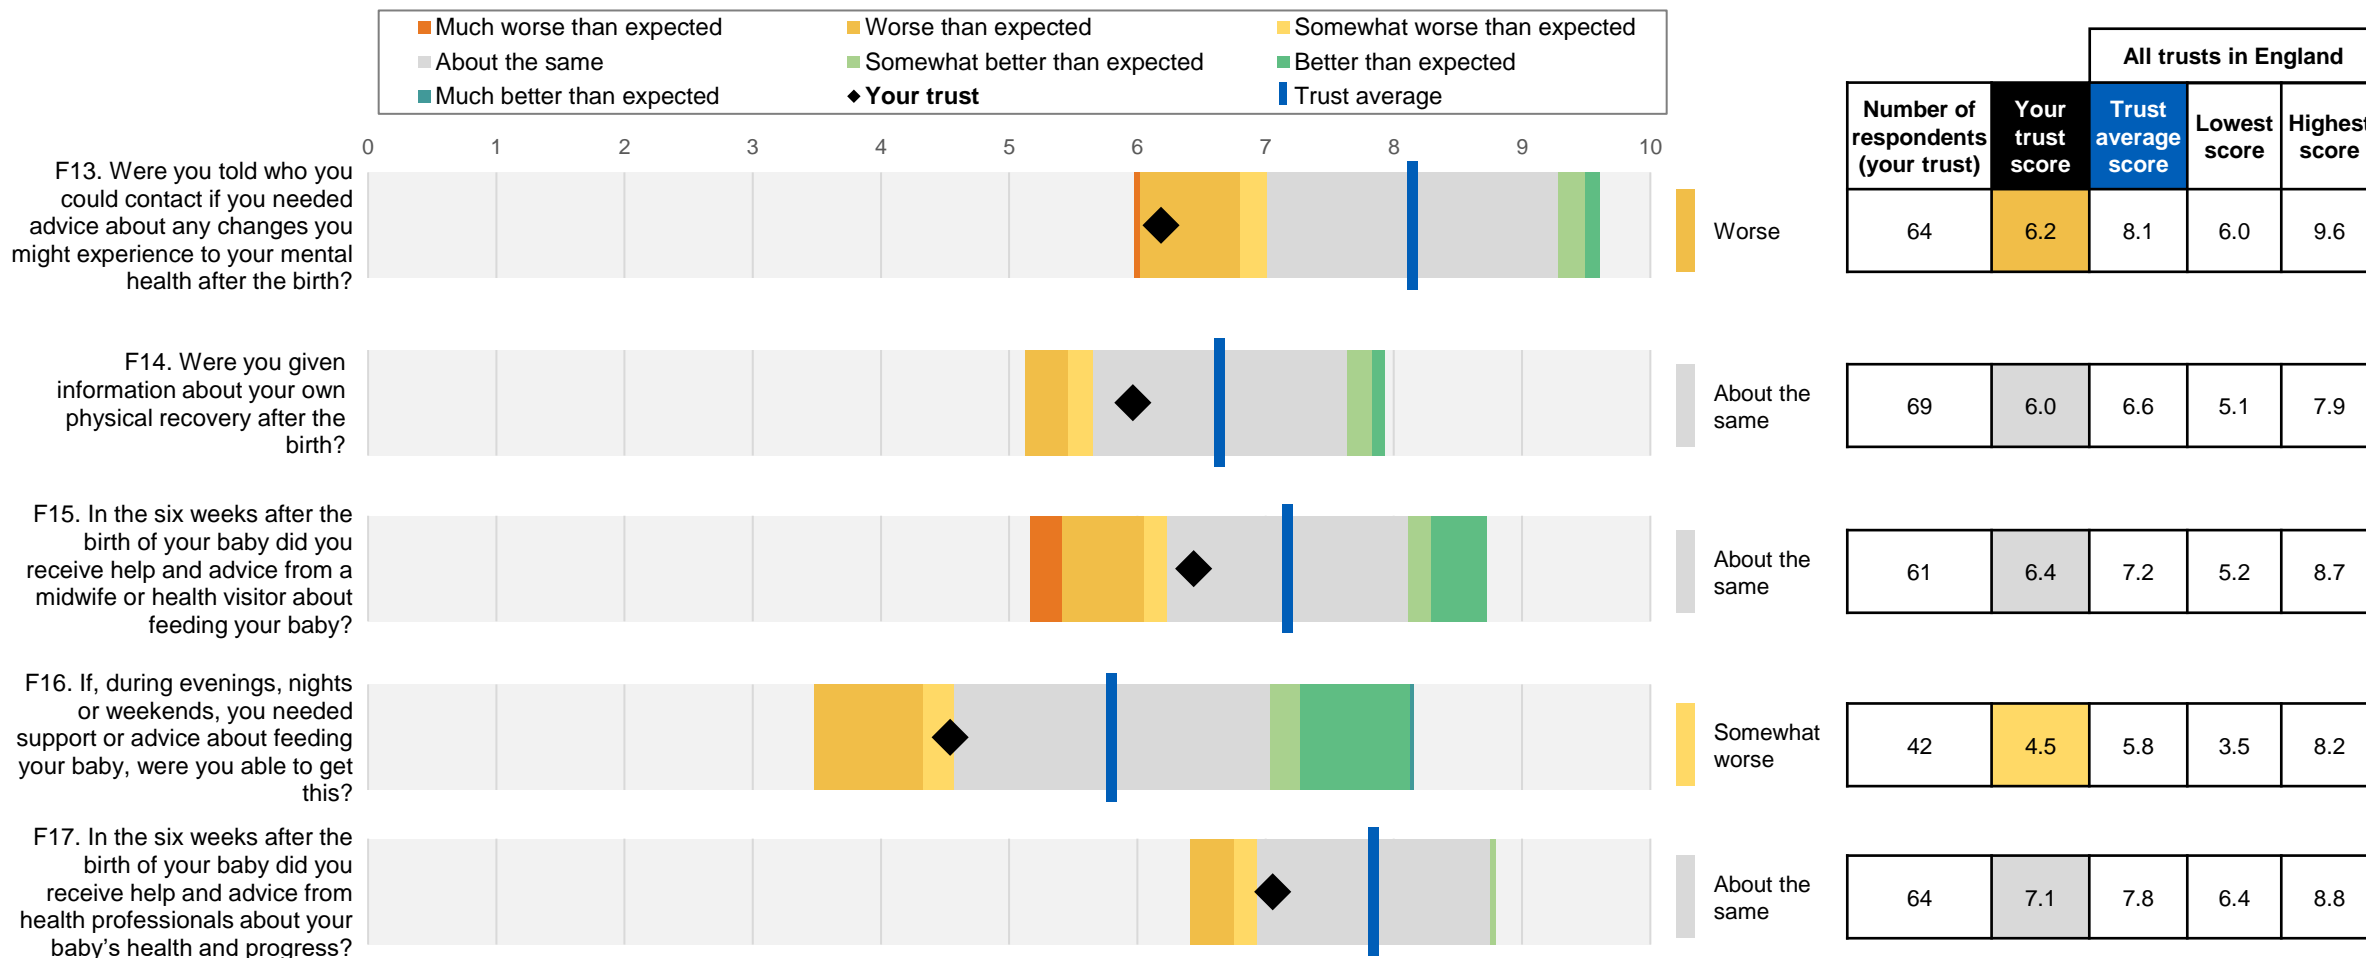 Much worse than expected
Worse than expected
Somewhat worse than expected
About the same
Somewhat better than expected
Better than expected
Much better than expected
Your trust
Trust average
All trusts in England
Number of
respondents
(your trust)
Your
trust
score
Trust
average
score
Lowest
score
Highest
score
0 1 2 3 4 5 6 7 8 9 10
F13. Were you told who you
could contact if you needed
advice about any changes you
might experience to your mental
health after the birth?
Worse
64 6.2 8.1 6.0 9.6
F14. Were you given
information about your own
physical recovery after the
birth?
About the
same
69 6.0 6.6 5.1 7.9
F15. In the six weeks after the
birth of your baby did you
receive help and advice from a
midwife or health visitor about
feeding your baby?
About the
same
61 6.4 7.2 5.2 8.7
F16. If, during evenings, nights
or weekends, you needed
support or advice about feeding
your baby, were you able to get
this?
Somewhat
worse
42 4.5 5.8 3.5 8.2
F17. In the six weeks after the
birth of your baby did you
receive help and advice from
health professionals about your
baby's health and progress?
About the
same
64 7.1 7.8 6.4 8.8